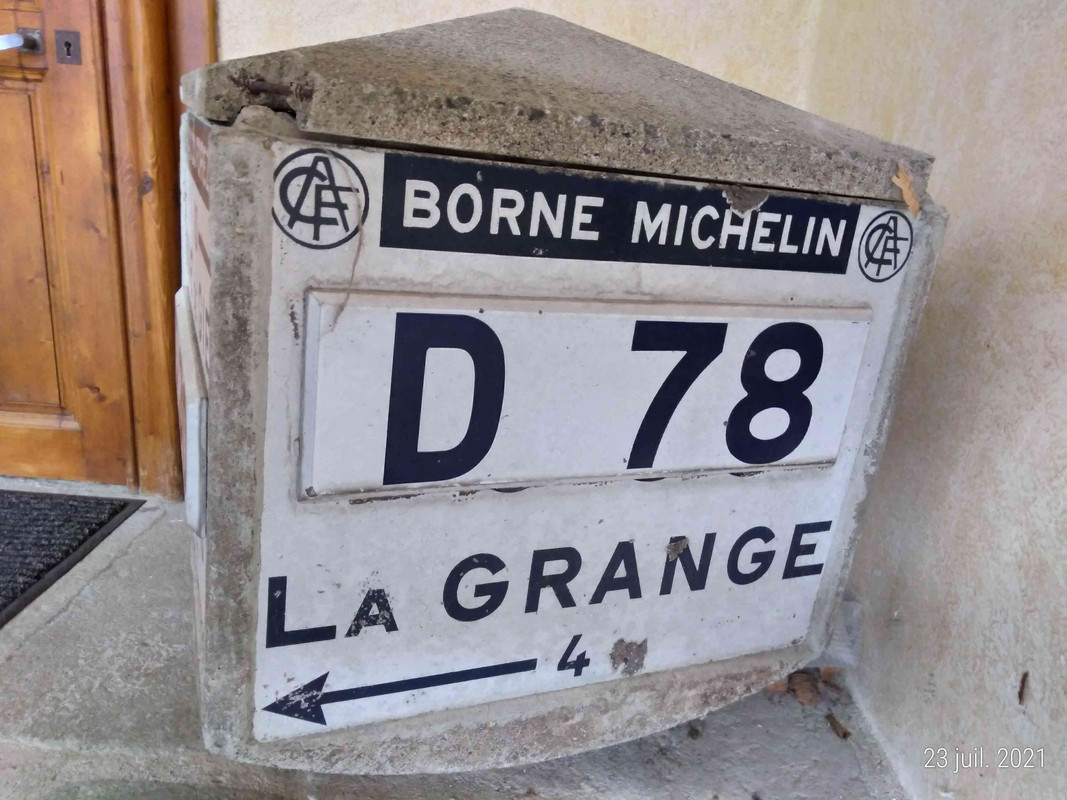 BORNE MICHELIN
D 78
LA GRANGE
4
23 juil. 2021